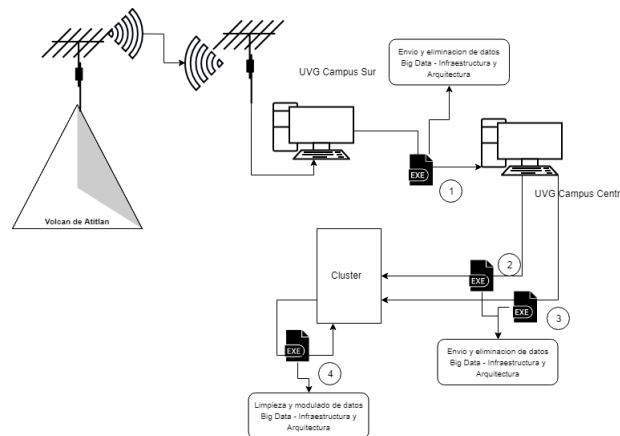 Envio y eliminacion de datos
Big Data - Infraestructura y
Arquitectura
UVG Campus Sur
EXE
1
UVG Campus Centr
Volcan de Atitlan
Cluster
2
EXE
EXE
3
EXE
4
Envio y eliminacion de datos
Big Data - Infraestructura y
Arquitectura
Limpieza y modulado de datos
Big Data - Infraestructura y
Arquitectura